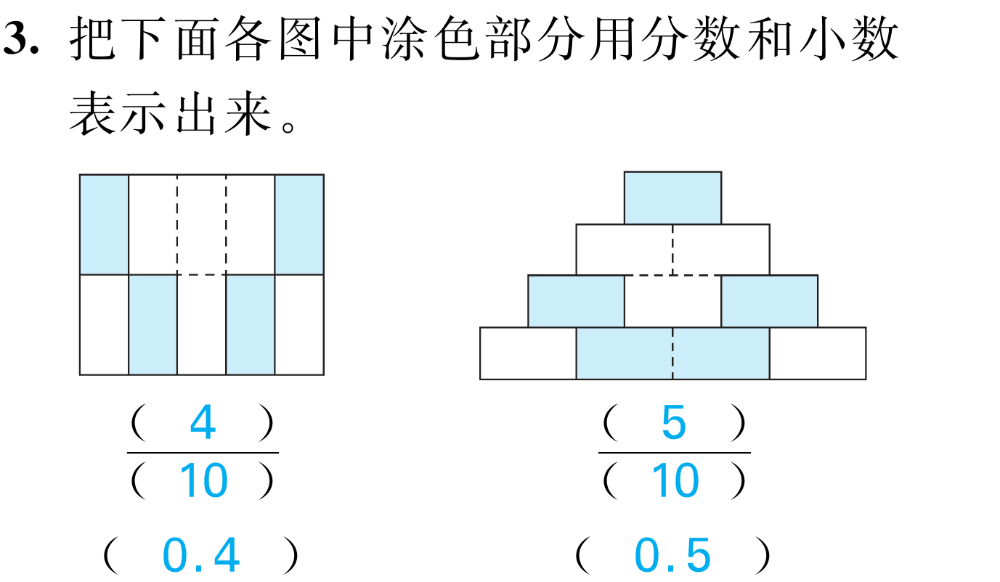 3. 把下面各图中涂色部分用分数和小数
表示出来。
（ 4 ） （ 5 ）
（ 10 ） （ 10 ）
（ 0.4 ） （ 0.5 ）